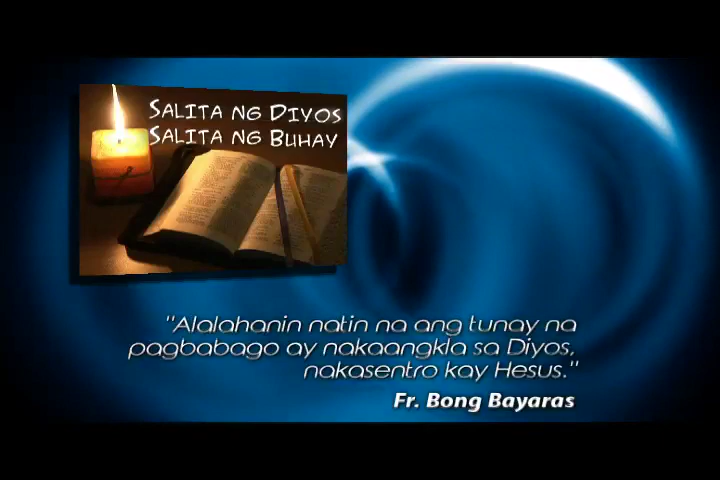 SALITA NG DIYOS
SALITA NG BUHAY
"Alalahanin natin na ang tunay na
pagbabago ay nakaangkla sa Diyos,
nakasentro kay Hesus."
Fr. Bong Bayaras